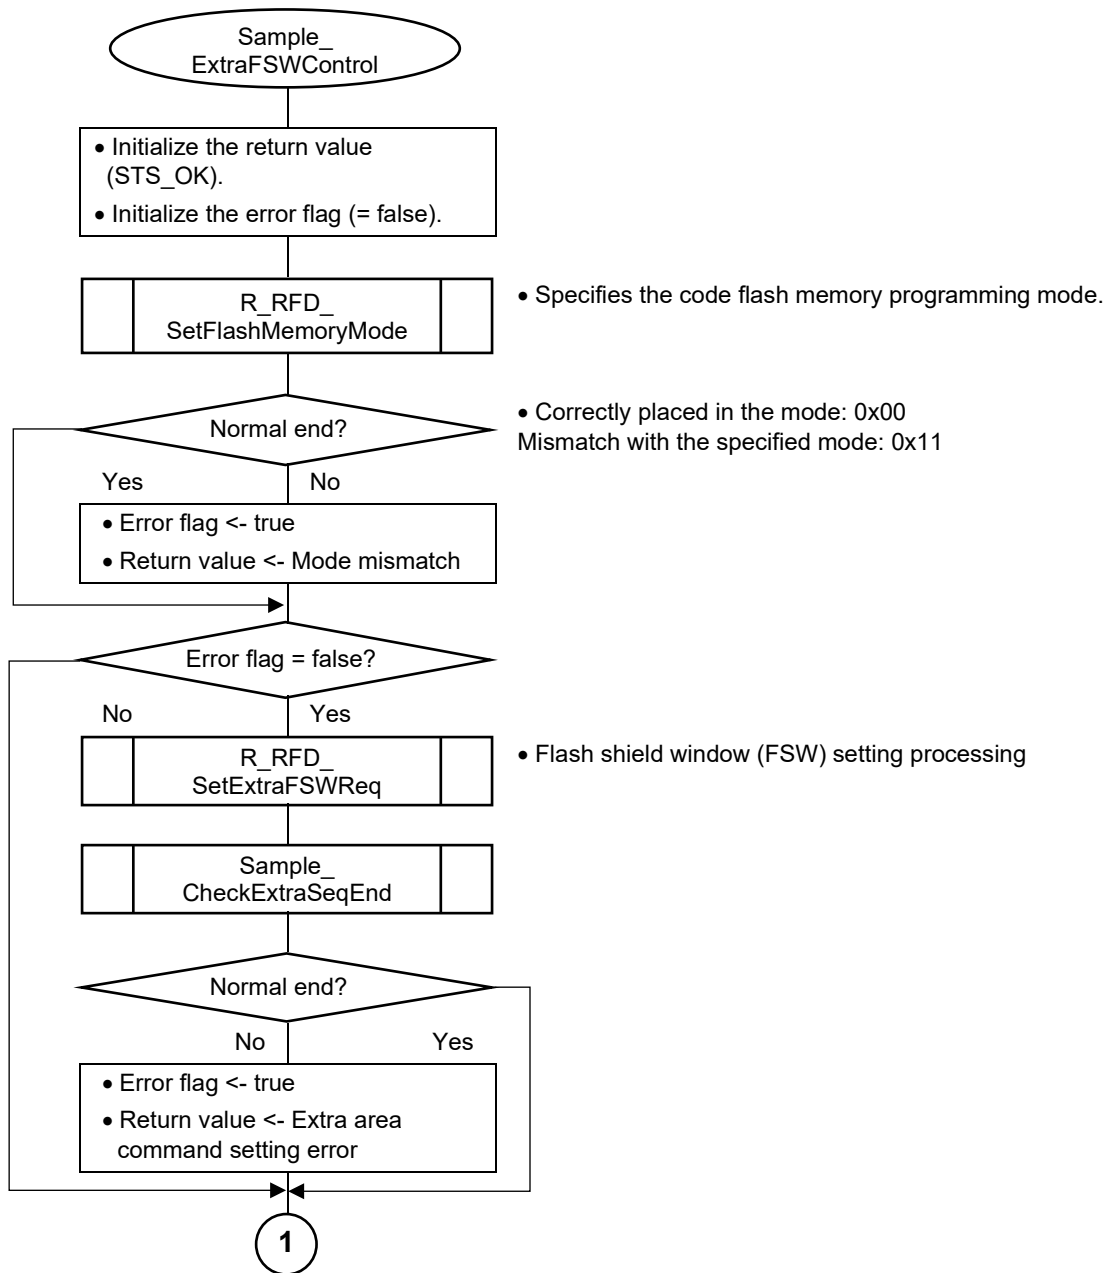 Sample_
ExtraFSWControl
• Initialize the return value
(STS_OK).
• Initialize the error flag (= false).
R_RFD_
SetFlashMemoryMode
• Specifies the code flash memory programming mode.
Normal end?
• Correctly placed in the mode: 0x00
Mismatch with the specified mode: 0x11
Yes
No
• Error flag <- true
• Return value <- Mode mismatch
Error flag = false?
No
Yes
R_RFD_
SetExtraFSWReq
• Flash shield window (FSW) setting processing
Sample_
CheckExtraSeqEnd
Normal end?
No
Yes
• Error flag <- true
• Return value <- Extra area
command setting error
1